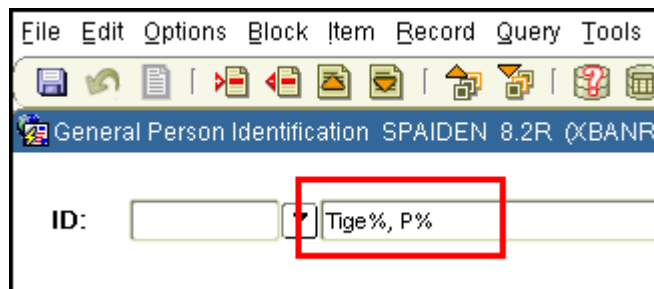 File Edit Options Block Item Record Query Tools
General Person Identification SPAIDEN 8.2R (XBANR
ID: Tige%, P%